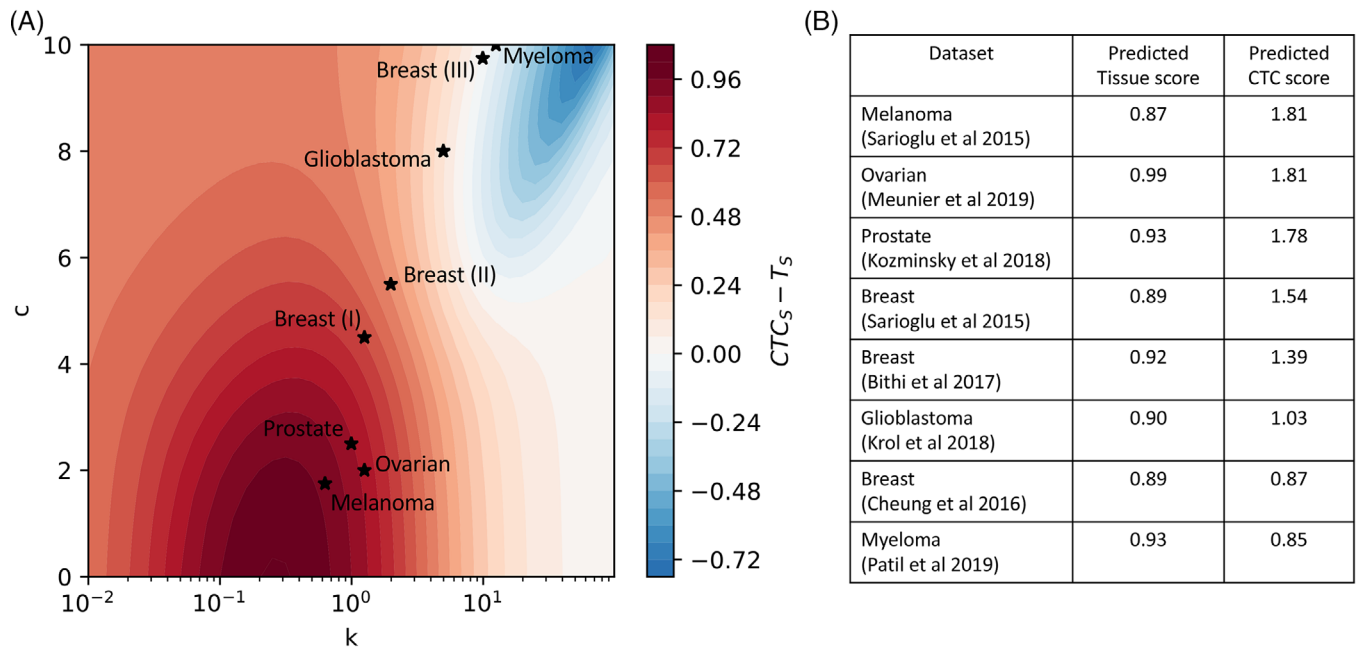 (A)
10
8
6
4
2
0
c
10⁻²
10⁻¹
10⁰
10¹
k
Myeloma
Breast (III)
Glioblastoma
Breast (II)
Breast (I)
Prostate
Ovarian
Melanoma
0.96
0.72
0.48
0.24
0.00
−0.24
−0.48
−0.72
CTC_S − T_S
(B)
Dataset
Predicted
Tissue score
Predicted
CTC score
Melanoma
(Sarioglu et al 2015)
0.87
1.81
Ovarian
(Meunier et al 2019)
0.99
1.81
Prostate
(Kozminsky et al 2018)
0.93
1.78
Breast
(Sarioglu et al 2015)
0.89
1.54
Breast
(Bithi et al 2017)
0.92
1.39
Glioblastoma
(Krol et al 2018)
0.90
1.03
Breast
(Cheung et al 2016)
0.89
0.87
Myeloma
(Patil et al 2019)
0.93
0.85